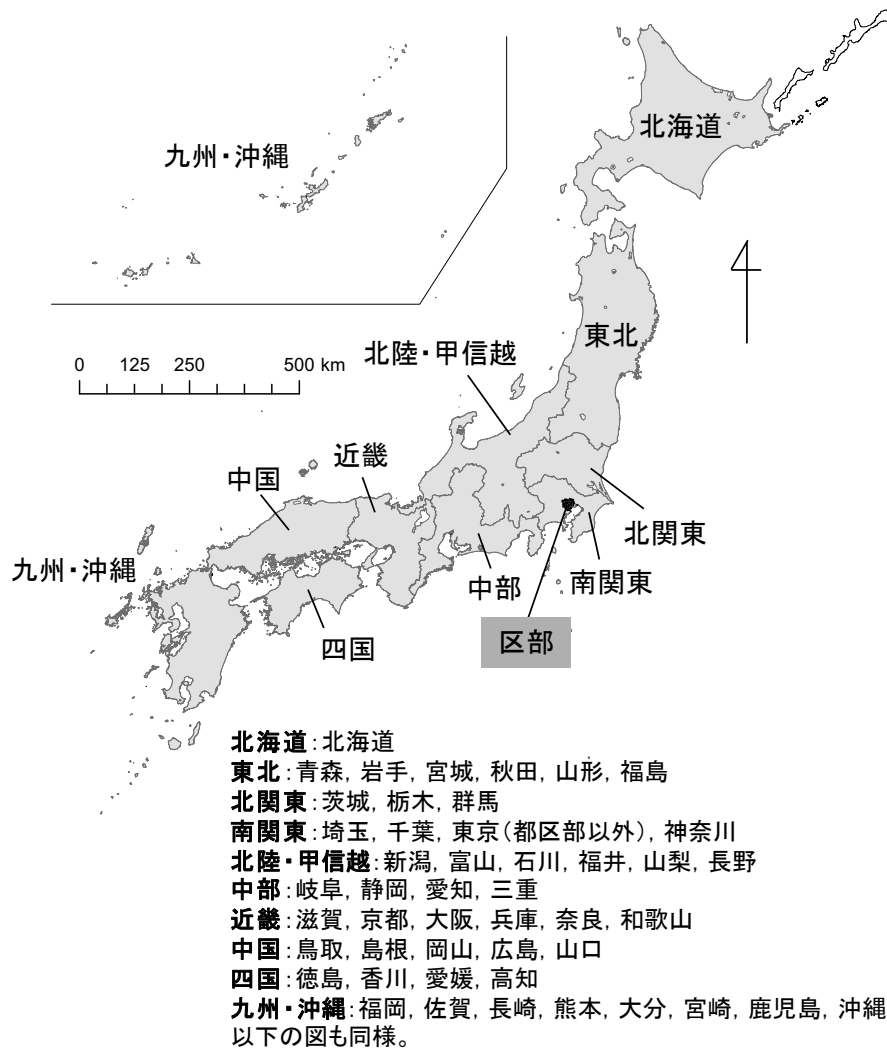 北海道
九州・沖縄
東北
0 125 250 500 km
北陸・甲信越
近畿
中国
北関東
九州・沖縄
中部
南関東
四国
区部
北海道:北海道
東北:青森, 岩手, 宮城, 秋田, 山形, 福島
北関東:茨城, 栃木, 群馬
南関東:埼玉, 千葉, 東京(都区部以外), 神奈川
北陸・甲信越:新潟, 富山, 石川, 福井, 山梨, 長野
中部:岐阜, 静岡, 愛知, 三重
近畿:滋賀, 京都, 大阪, 兵庫, 奈良, 和歌山
中国:鳥取, 島根, 岡山, 広島, 山口
四国:徳島, 香川, 愛媛, 高知
九州・沖縄:福岡, 佐賀, 長崎, 熊本, 大分, 宮崎, 鹿児島, 沖縄
以下の図も同様。